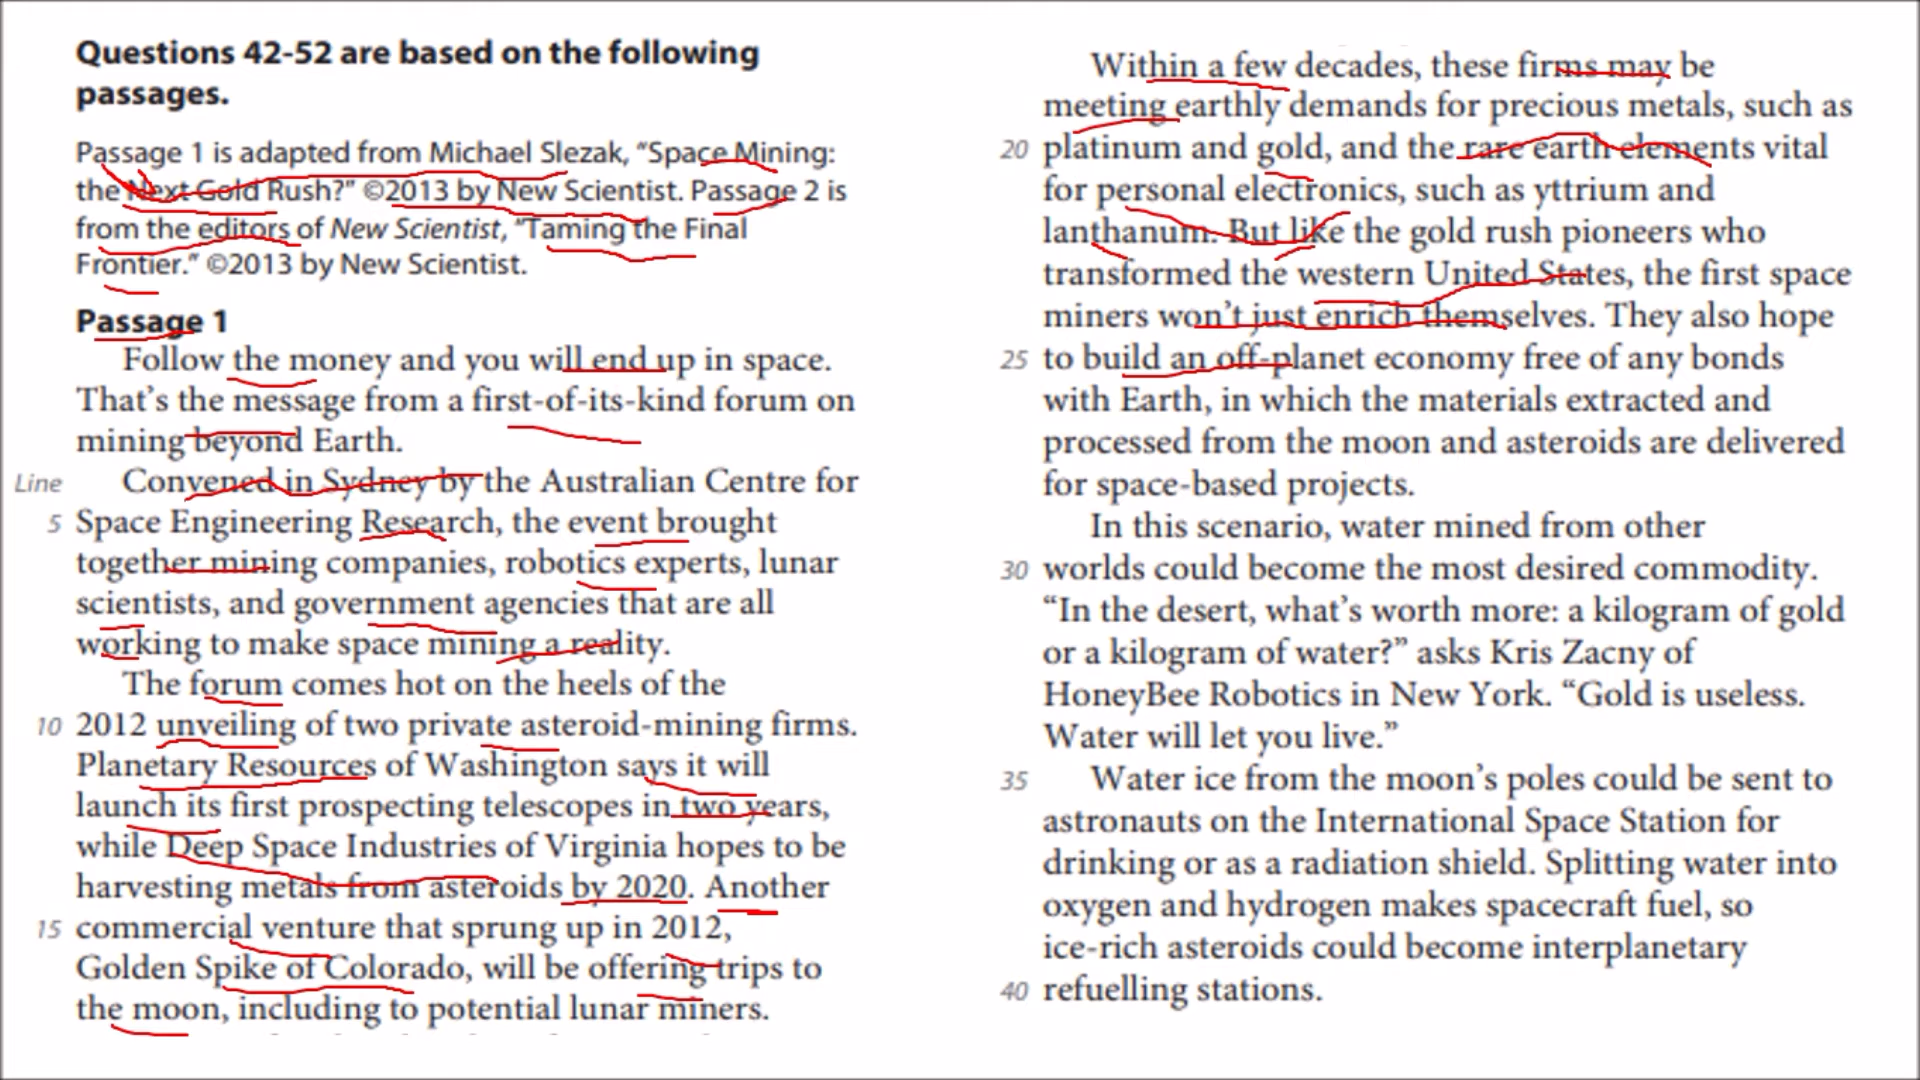 Questions 42-52 are based on the following
passages.
Passage 1 is adapted from Michael Slezak, “Space Mining:
the Next Gold Rush?” ©2013 by New Scientist. Passage 2 is
from the editors of New Scientist, “Taming the Final
Frontier.” ©2013 by New Scientist.
Passage 1
Follow the money and you will end up in space.
That’s the message from a first-of-its-kind forum on
mining beyond Earth.
Line Convened in Sydney by the Australian Centre for
5 Space Engineering Research, the event brought
together mining companies, robotics experts, lunar
scientists, and government agencies that are all
working to make space mining a reality.
The forum comes hot on the heels of the
10 2012 unveiling of two private asteroid-mining firms.
Planetary Resources of Washington says it will
launch its first prospecting telescopes in two years,
while Deep Space Industries of Virginia hopes to be
harvesting metals from asteroids by 2020. Another
15 commercial venture that sprung up in 2012,
Golden Spike of Colorado, will be offering trips to
the moon, including to potential lunar miners.
Within a few decades, these firms may be
meeting earthly demands for precious metals, such as
20 platinum and gold, and the rare earth elements vital
for personal electronics, such as yttrium and
lanthanum. But like the gold rush pioneers who
transformed the western United States, the first space
miners won’t just enrich themselves. They also hope
25 to build an off-planet economy free of any bonds
with Earth, in which the materials extracted and
processed from the moon and asteroids are delivered
for space-based projects.
In this scenario, water mined from other
30 worlds could become the most desired commodity.
“In the desert, what’s worth more: a kilogram of gold
or a kilogram of water?” asks Kris Zacny of
HoneyBee Robotics in New York. “Gold is useless.
Water will let you live.”
35 Water ice from the moon’s poles could be sent to
astronauts on the International Space Station for
drinking or as a radiation shield. Splitting water into
oxygen and hydrogen makes spacecraft fuel, so
ice-rich asteroids could become interplanetary
40 refuelling stations.